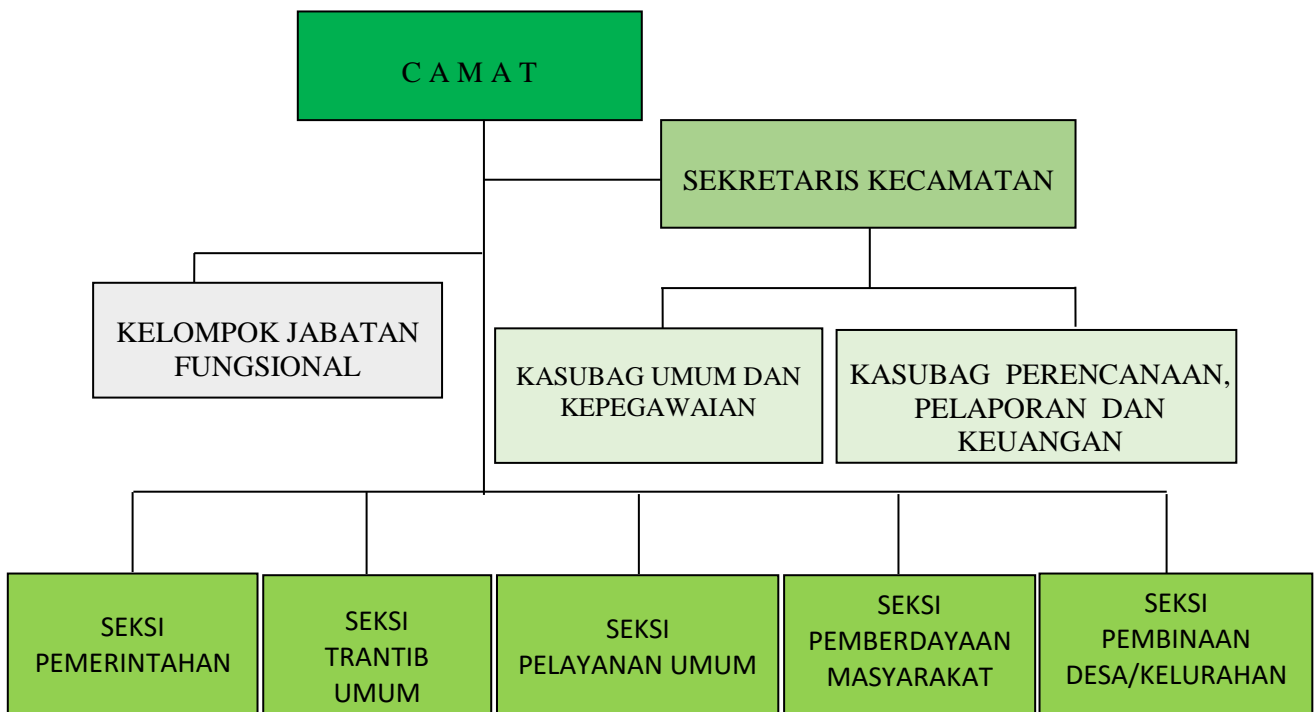 C A M A T
SEKRETARIS KECAMATAN
KELOMPOK JABATAN
FUNGSIONAL
KASUBAG UMUM DAN
KEPEGAWAIAN
KASUBAG PERENCANAAN,
PELAPORAN DAN
KEUANGAN
SEKSI
PEMERINTAHAN
SEKSI
TRANTIB
UMUM
SEKSI
PELAYANAN UMUM
SEKSI
PEMBERDAYAAN
MASYARAKAT
SEKSI
PEMBINAAN
DESA/KELURAHAN